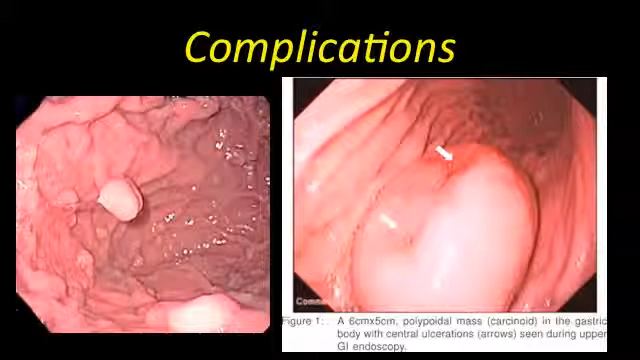 Complications
Comme
Figure 1: . A 6cmx5cm, polypoidal mass (carcinoid) in the gastric
body with central ulcerations (arrows) seen during upper
GI endoscopy.